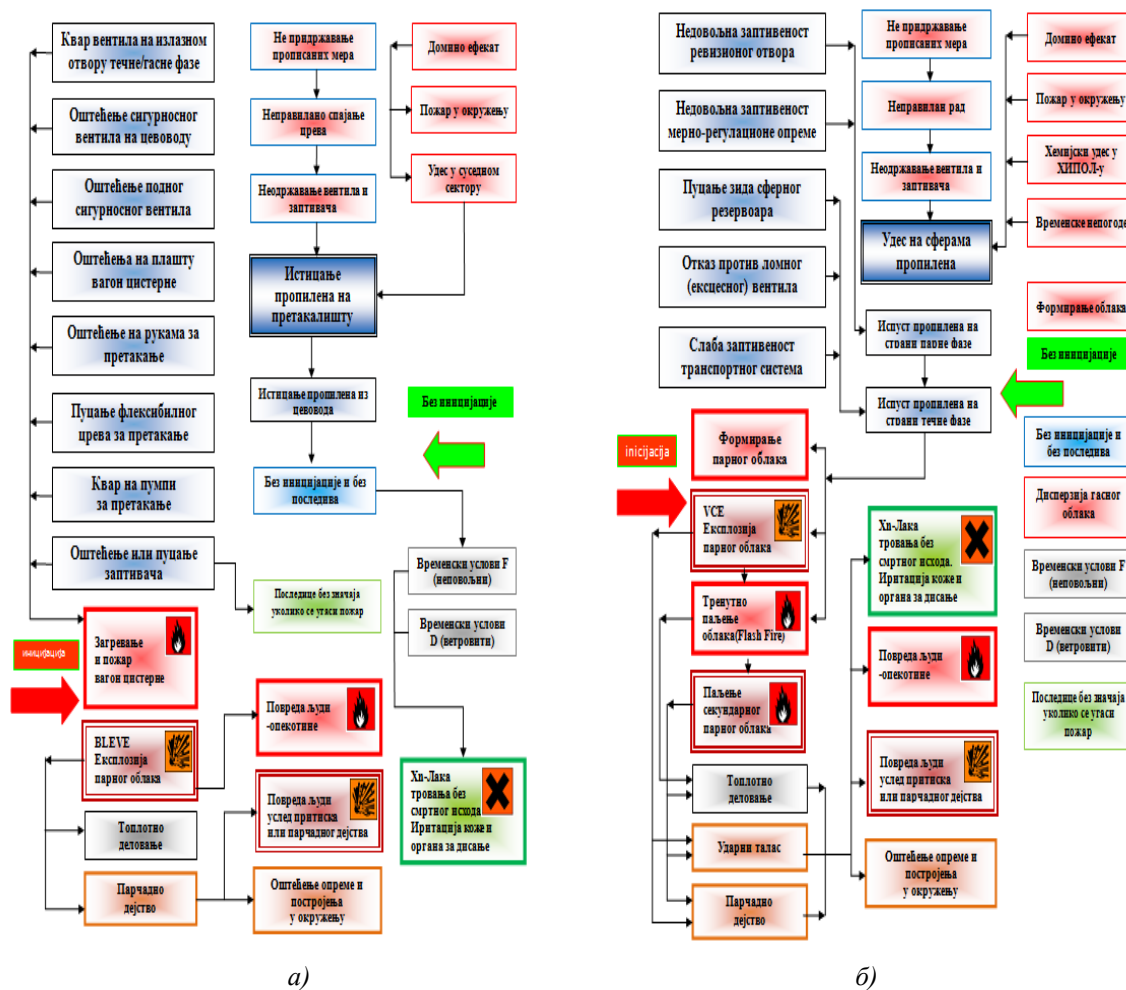 Квар вентила на излазном
отвору течне/гасне фазе
Оштећење сигурносног
вентила на цевоводу
Оштећење подног
сигурносног вентила
Оштећења на плашту
вагон цистерне
Оштећење на рукама за
претакање
Пуцање флексибилног
црева за претакање
Квар на пумпи
за претакање
Оштећење или пуцање
заптивача
Не придржавање
прописаних мера
Неправилано спајање
црева
Неодржавање вентила и
заптивача
Истицање
пропилена на
претакалишту
Истицање пропилена из
цевовода
Без иницијације и без
последива
Домино ефекат
Пожар у окружењу
Удес у суседном
сектору
Без иницијације
Временски услови F
(неповољни)
Временски услови
D (ветровити)
Последице без значаја
уколико се угаси пожар
иницијација
Загревање
и пожар
вагон цистерне
BLEVE
Експлозија
парног облака
Топлотно
деловање
Парчадно
дејство
Повреда људи
-опекотине
Повреда људи
услед притиска
или парчадног дејства
Оштећење опреме и
постројења
у окружењу
Xn-Лака
тровања без
смртног исхода.
Иритација коже и
органа за дисање
а)
Недовољна заптивеност
ревизионог отвора
Недовољна заптивеност
мерно-регулационе опреме
Пуцање зида сферног
резервоара
Отказ против ломног
(ексцесног) вентила
Слаба заптивеност
транспортног система
Не придржавање
прописаних мера
Неправилан рад
Неодржавање вентила и
заптивача
Удес на сферама
пропилена
Испуст пропилена на
страни парне фазе
Испуст пропилена на
страни течне фазе
Домино ефекат
Пожар у окружењу
Хемијски удес у
ХИПОЛ-у
Временске непогоде
Формирање облака
Без иницијације
Без иницијације и без
последива
Дисперзија гасног
облака
Временски услови F
(неповољни)
Временски услови
D (ветровити)
Последице без значаја
уколико се угаси
пожар
inicijacija
Формирање
парног облака
VCE
Експлозија
парног облака
Тренутно
паљење
облака(Flash Fire)
Паљење
секундарног
парног облака
Топлотно
деловање
Ударни талас
Парчадно
дејство
Xn-Лака
тровања без
смртног исхода.
Иритација коже и
органа за дисање
Повреда људи
-опекотине
Повреда људи
услед притиска
или парчадног дејства
Оштећење опреме и
постројења
у окружењу
б)